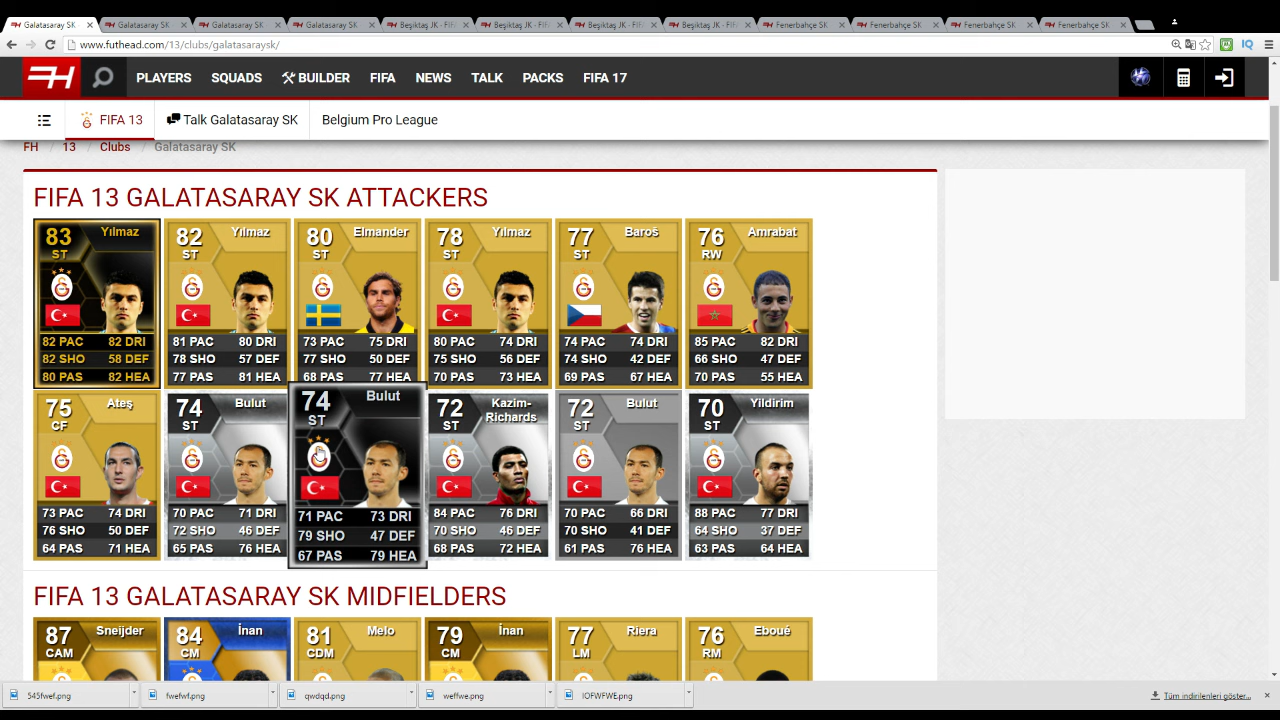 Galatasaray SK
Galatasaray SK
Galatasaray SK
Galatasaray SK
Beşiktaş JK - FIFA
Beşiktaş JK - FIFA
Beşiktaş JK - FIFA
Beşiktaş JK - FIFA
Fenerbahçe SK
Fenerbahçe SK
Fenerbahçe SK
Fenerbahçe SK
www.futhead.com/13/clubs/galatasaraysk/
FH PLAYERS SQUADS BUILDER FIFA NEWS TALK PACKS FIFA 17
FIFA 13 Talk Galatasaray SK Belgium Pro League
FH / 13 / Clubs / Galatasaray SK
FIFA 13 GALATASARAY SK ATTACKERS
83 Yılmaz
ST
82 PAC 82 DRI
82 SHO 58 DEF
80 PAS 82 HEA
82 Yılmaz
ST
81 PAC 80 DRI
78 SHO 57 DEF
77 PAS 81 HEA
80 Elmander
ST
73 PAC 75 DRI
77 SHO 50 DEF
68 PAS 77 HEA
78 Yılmaz
ST
80 PAC 74 DRI
75 SHO 56 DEF
70 PAS 73 HEA
77 Baroš
ST
74 PAC 74 DRI
74 SHO 42 DEF
69 PAS 67 HEA
76 Amrabat
RW
85 PAC 82 DRI
66 SHO 47 DEF
70 PAS 55 HEA
75 Ateş
CF
73 PAC 74 DRI
76 SHO 50 DEF
64 PAS 71 HEA
74 Bulut
ST
70 PAC 71 DRI
72 SHO 46 DEF
65 PAS 76 HEA
74 Bulut
ST
71 PAC 73 DRI
79 SHO 47 DEF
67 PAS 79 HEA
72 Kazim-
Richards
ST
84 PAC 76 DRI
70 SHO 46 DEF
68 PAS 72 HEA
72 Bulut
ST
70 PAC 66 DRI
70 SHO 41 DEF
61 PAS 76 HEA
70 Yildirim
ST
88 PAC 77 DRI
64 SHO 37 DEF
63 PAS 64 HEA
FIFA 13 GALATASARAY SK MIDFIELDERS
87 Sneijder
CAM
84 İnan
CM
81 Melo
CDM
79 İnan
CM
77 Riera
LM
76 Eboué
RM
545fwef.png
fwefwf.png
qwdqd.png
weffwe.png
IOFWFWE.png
Tüm indirilenleri göster...